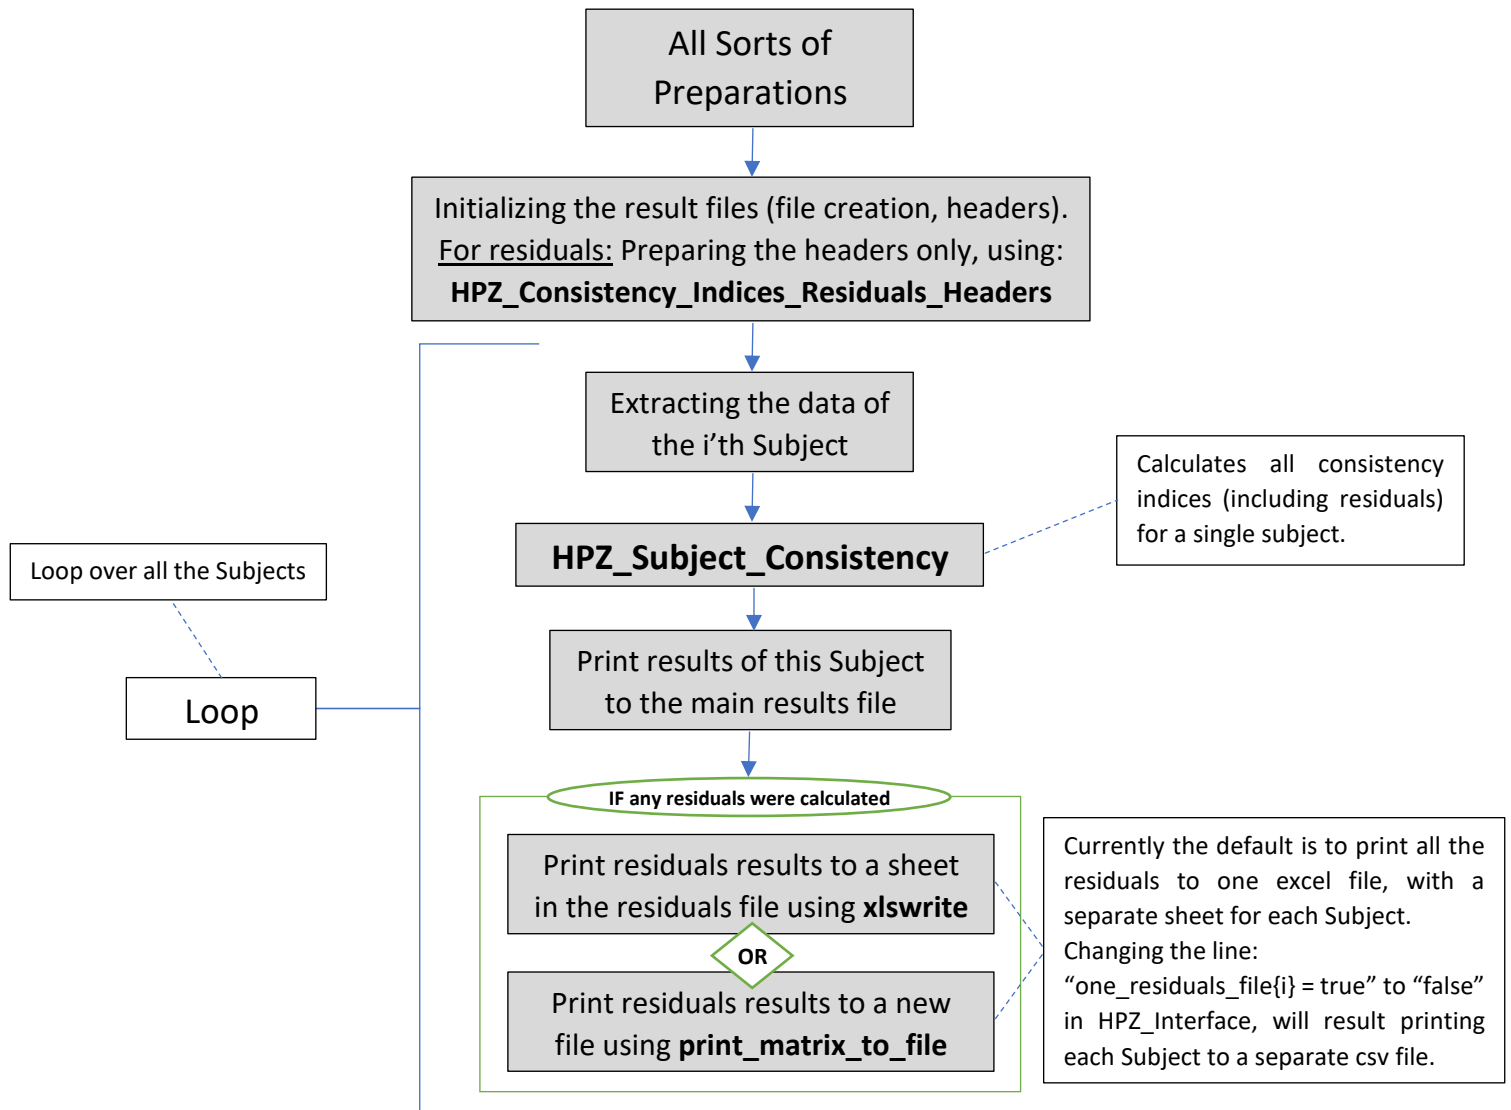 All Sorts of
Preparations
Initializing the result files (file creation, headers).
For residuals: Preparing the headers only, using:
HPZ_Consistency_Indices_Residuals_Headers
Extracting the data of
the i’th Subject
Calculates all consistency
indices (including residuals)
for a single subject.
HPZ_Subject_Consistency
Loop over all the Subjects
Print results of this Subject
to the main results file
Loop
IF any residuals were calculated
Print residuals results to a sheet
in the residuals file using xlswrite
OR
Print residuals results to a new
file using print_matrix_to_file
Currently the default is to print all the
residuals to one excel file, with a
separate sheet for each Subject.
Changing the line:
“one_residuals_file{i} = true” to “false”
in HPZ_Interface, will result printing
each Subject to a separate csv file.